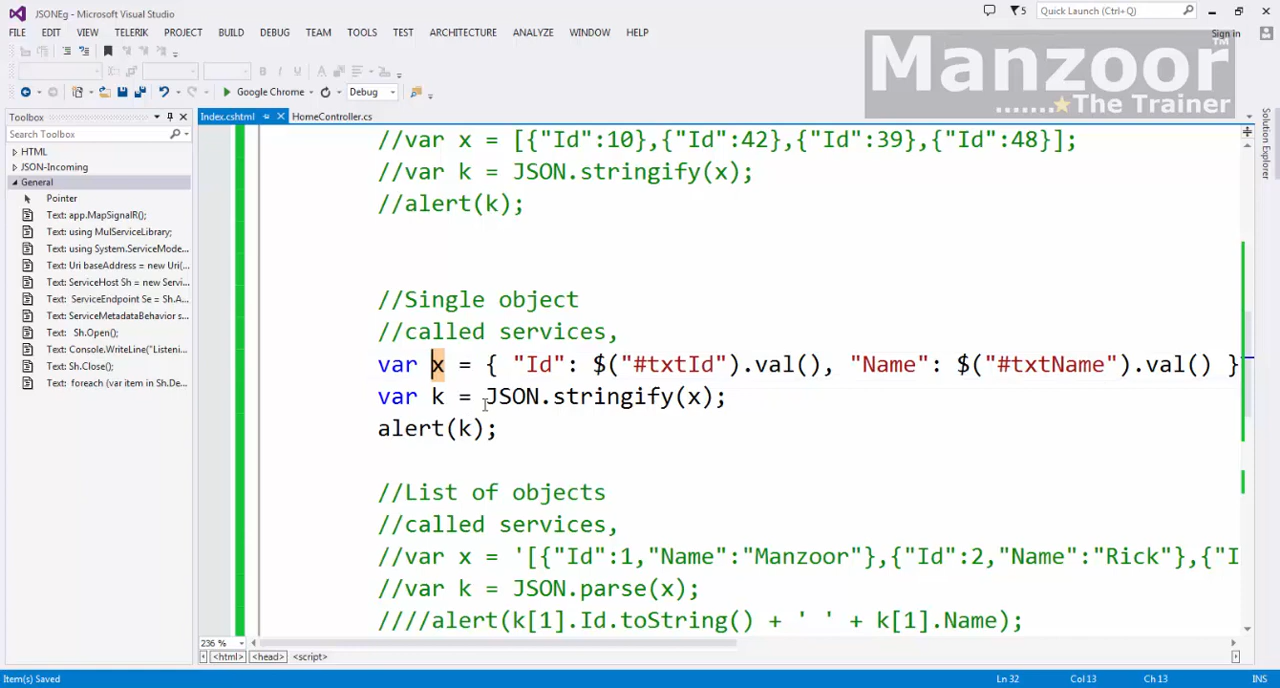 JSONEg - Microsoft Visual Studio
5
Quick Launch (Ctrl+Q)
FILE EDIT VIEW TELERIK PROJECT BUILD DEBUG TEAM TOOLS TEST ARCHITECTURE ANALYZE WINDOW HELP
Sign in
Manzoor™
.......The Trainer
Google Chrome
Debug
Toolbox
Index.cshtml
HomeController.cs
Search Toolbox
HTML
JSON-Incoming
General
Pointer
Text: app.MapSignalR();
Text: using MulServiceLibrary;
Text: using System.ServiceMode...
Text: Uri baseAddress = new Uri(...
Text: ServiceHost Sh = new Servi...
Text: ServiceEndpoint Se = Sh.A...
Text: ServiceMetadataBehavior s...
Text: Sh.Open();
Text: Console.WriteLine("Listeni...
Text: Sh.Close();
Text: foreach (var item in Sh.De...
//var x = [{"Id":10},{"Id":42},{"Id":39},{"Id":48}];
//var k = JSON.stringify(x);
//alert(k);
//Single object
//called services,
var x = { "Id": $("#txtId").val(), "Name": $("#txtName").val() }
var k = JSON.stringify(x);
alert(k);
//List of objects
//called services,
//var x = '[{"Id":1,"Name":"Manzoor"},{"Id":2,"Name":"Rick"},{"I
//var k = JSON.parse(x);
////alert(k[1].Id.toString() + ' ' + k[1].Name);
Solution Explorer
236 %
<html> <head> <script>
Item(s) Saved
Ln 32
Col 13
Ch 13
INS